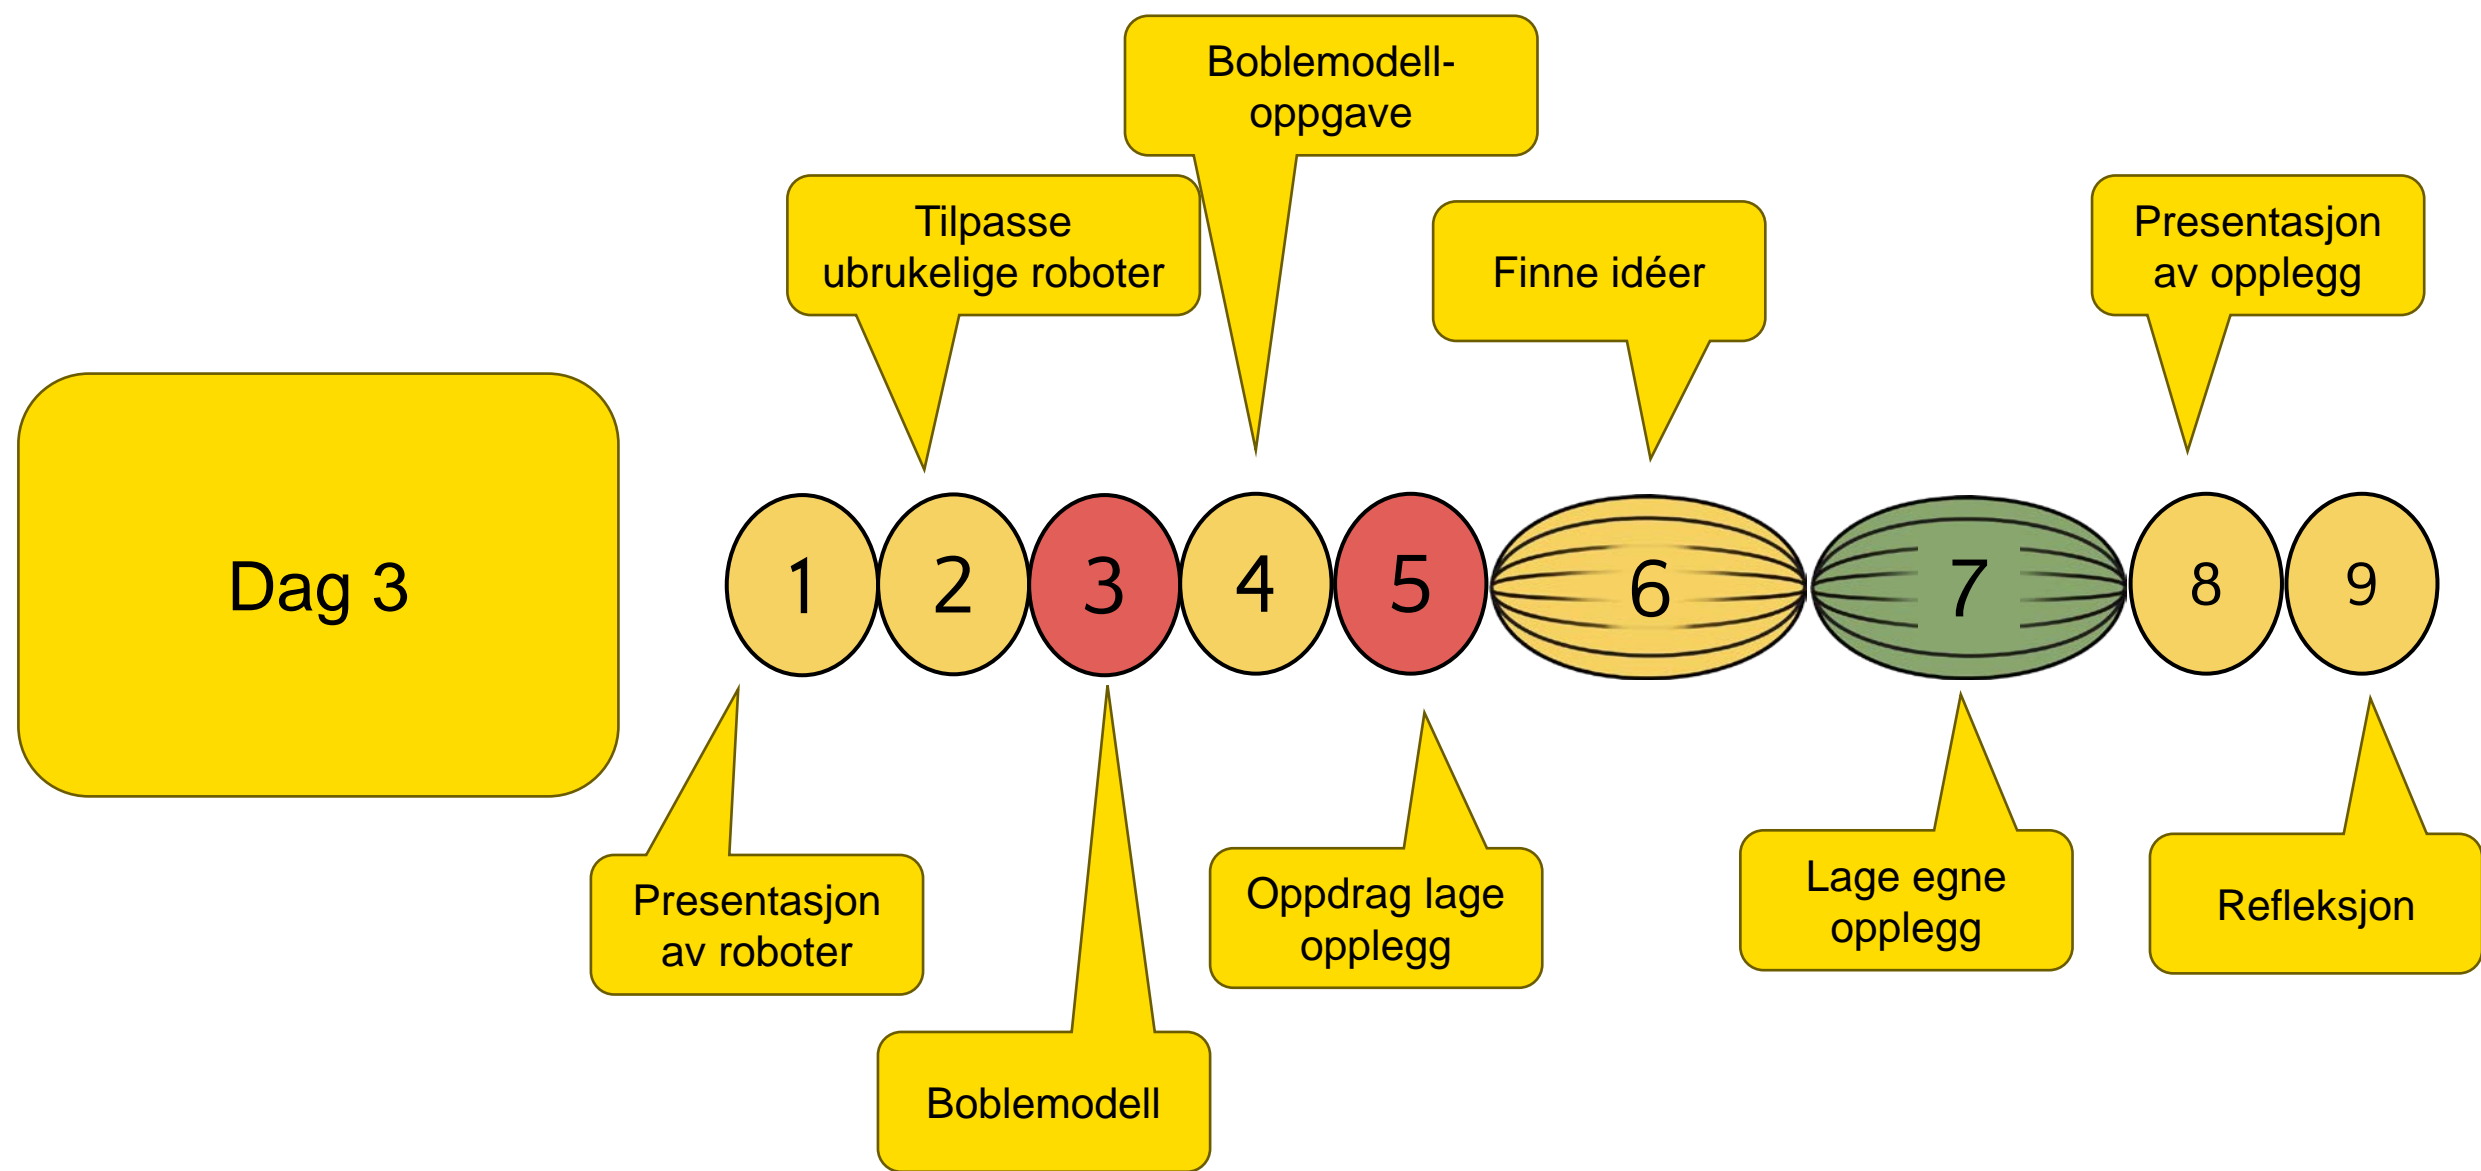 Boblemodell-
oppgave
Tilpasse
ubrukelige roboter
Finne idéer
Presentasjon
av opplegg
Dag 3
1
2
3
4
5
6
7
8
9
Presentasjon
av roboter
Boblemodell
Oppdrag lage
opplegg
Lage egne
opplegg
Refleksjon